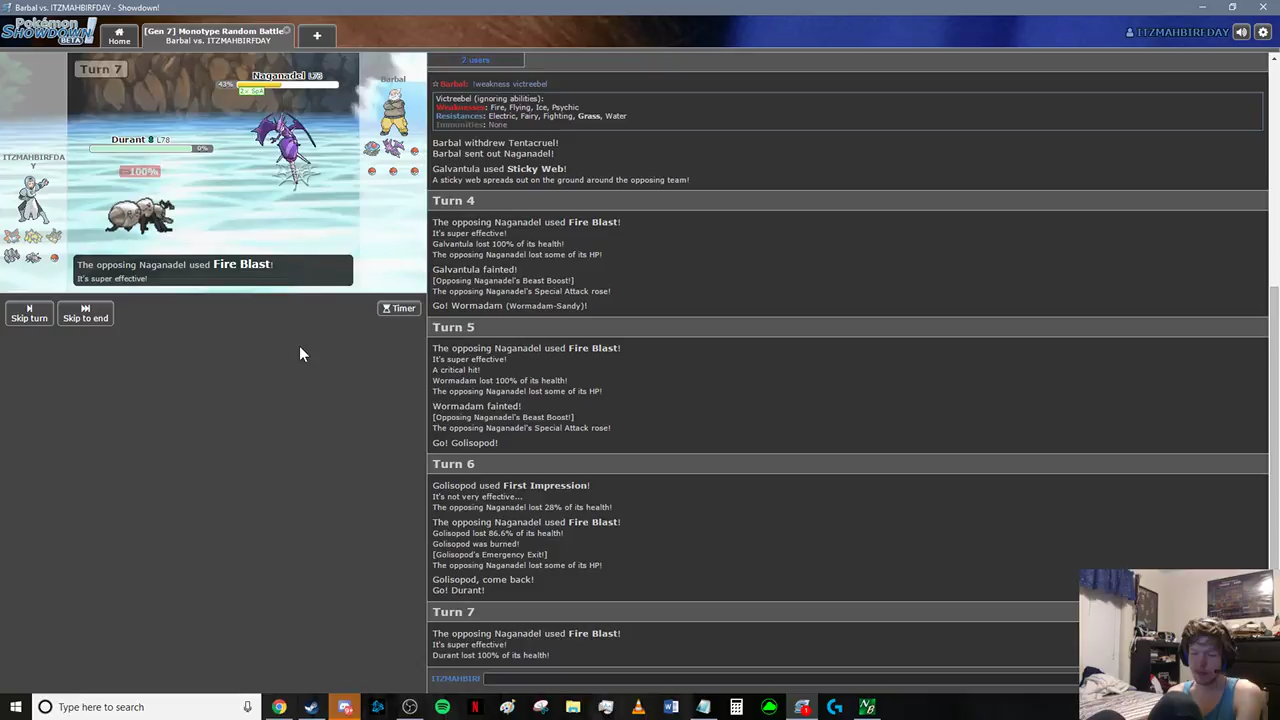 Barbal vs. ITZMAHBIRFDAY - Showdown!
Pokémon
SHOWDOWN!
BETA
Home
[Gen 7] Monotype Random Battle
Barbal vs. ITZMAHBIRFDAY
+
ITZMAHBIRFDAY
Turn 7
Naganadel L78
43%
2x SpA
Barbal
Durant L78
0%
−100%
ITZMAHBIRFDA
Y
The opposing Naganadel used Fire Blast!
It's super effective!
Skip turn
Skip to end
Timer
2 users
☆Barbal: !weakness victreebel
Victreebel (ignoring abilities):
Weaknesses: Fire, Flying, Ice, Psychic
Resistances: Electric, Fairy, Fighting, Grass, Water
Immunities: None
Barbal withdrew Tentacruel!
Barbal sent out Naganadel!
Galvantula used Sticky Web!
A sticky web spreads out on the ground around the opposing team!
Turn 4
The opposing Naganadel used Fire Blast!
It's super effective!
Galvantula lost 100% of its health!
The opposing Naganadel lost some of its HP!
Galvantula fainted!
[Opposing Naganadel's Beast Boost!]
The opposing Naganadel's Special Attack rose!
Go! Wormadam (Wormadam-Sandy)!
Turn 5
The opposing Naganadel used Fire Blast!
It's super effective!
A critical hit!
Wormadam lost 100% of its health!
The opposing Naganadel lost some of its HP!
Wormadam fainted!
[Opposing Naganadel's Beast Boost!]
The opposing Naganadel's Special Attack rose!
Go! Golisopod!
Turn 6
Golisopod used First Impression!
It's not very effective...
The opposing Naganadel lost 28% of its health!
The opposing Naganadel used Fire Blast!
Golisopod lost 86.6% of its health!
Golisopod was burned!
[Golisopod's Emergency Exit!]
The opposing Naganadel lost some of its HP!
Golisopod, come back!
Go! Durant!
Turn 7
The opposing Naganadel used Fire Blast!
It's super effective!
Durant lost 100% of its health!
ITZMAHBIRI
Type here to search